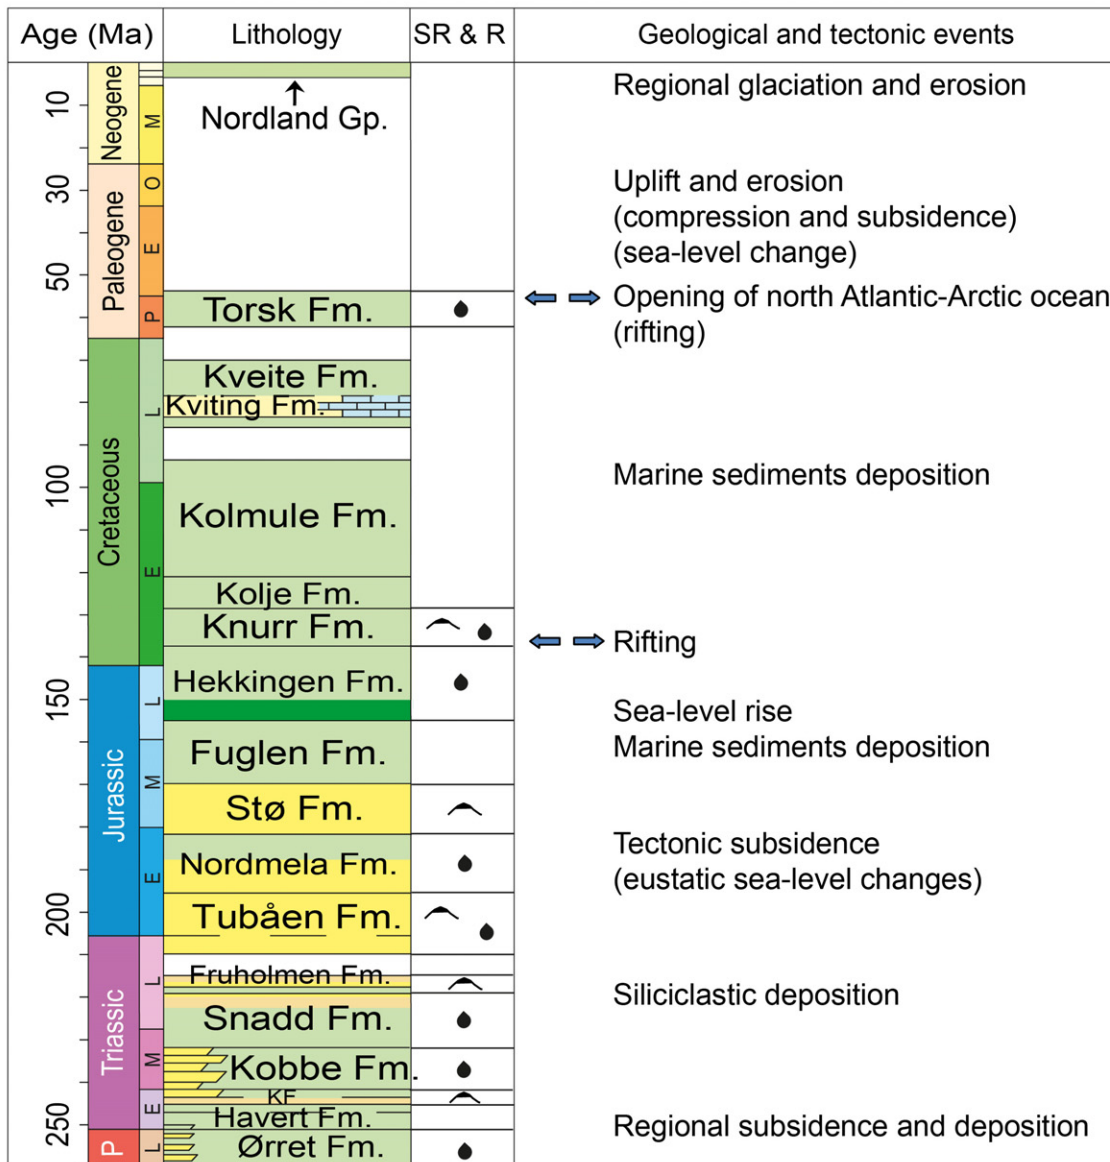 Age (Ma)
Lithology
SR & R
Geological and tectonic events
Neogene
Paleogene
Cretaceous
Jurassic
Triassic
P
10
30
50
100
150
200
250
M
O
E
P
L
E
L
M
E
L
M
E
L
Nordland Gp.
Torsk Fm.
Kveite Fm.
Kviting Fm.
Kolmule Fm.
Kolje Fm.
Knurr Fm.
Hekkingen Fm.
Fuglen Fm.
Stø Fm.
Nordmela Fm.
Tubåen Fm.
Fruholmen Fm.
Snadd Fm.
Kobbe Fm.
KF
Havert Fm.
Ørret Fm.
Regional glaciation and erosion
Uplift and erosion
(compression and subsidence)
(sea-level change)
Opening of north Atlantic-Arctic ocean
(rifting)
Marine sediments deposition
Rifting
Sea-level rise
Marine sediments deposition
Tectonic subsidence
(eustatic sea-level changes)
Siliciclastic deposition
Regional subsidence and deposition